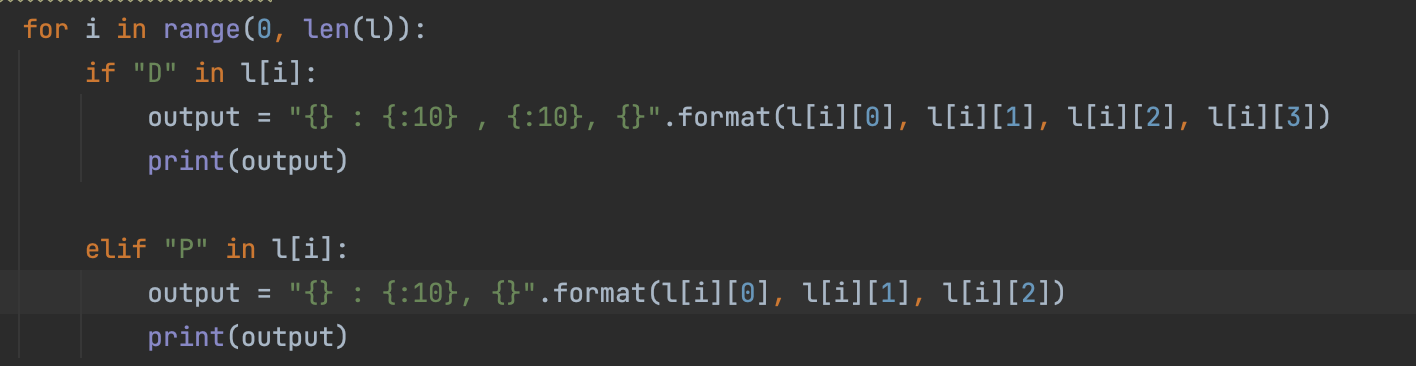 for i in range(0, len(l)):
    if "D" in l[i]:
        output = "{} : {:10} , {:10}, {}".format(l[i][0], l[i][1], l[i][2], l[i][3])
        print(output)

    elif "P" in l[i]:
        output = "{} : {:10}, {}".format(l[i][0], l[i][1], l[i][2])
        print(output)